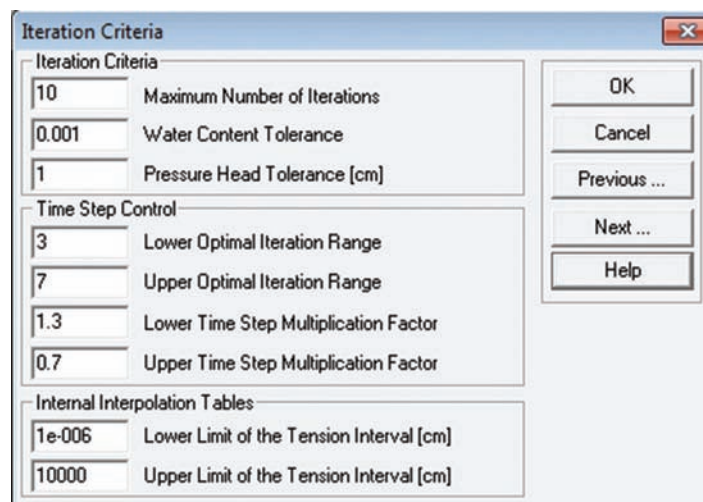 Iteration Criteria
Iteration Criteria
10 Maximum Number of Iterations
0.001 Water Content Tolerance
1 Pressure Head Tolerance [cm]
Time Step Control
3 Lower Optimal Iteration Range
7 Upper Optimal Iteration Range
1.3 Lower Time Step Multiplication Factor
0.7 Upper Time Step Multiplication Factor
Internal Interpolation Tables
1e-006 Lower Limit of the Tension Interval [cm]
10000 Upper Limit of the Tension Interval [cm]
OK
Cancel
Previous ...
Next ...
Help